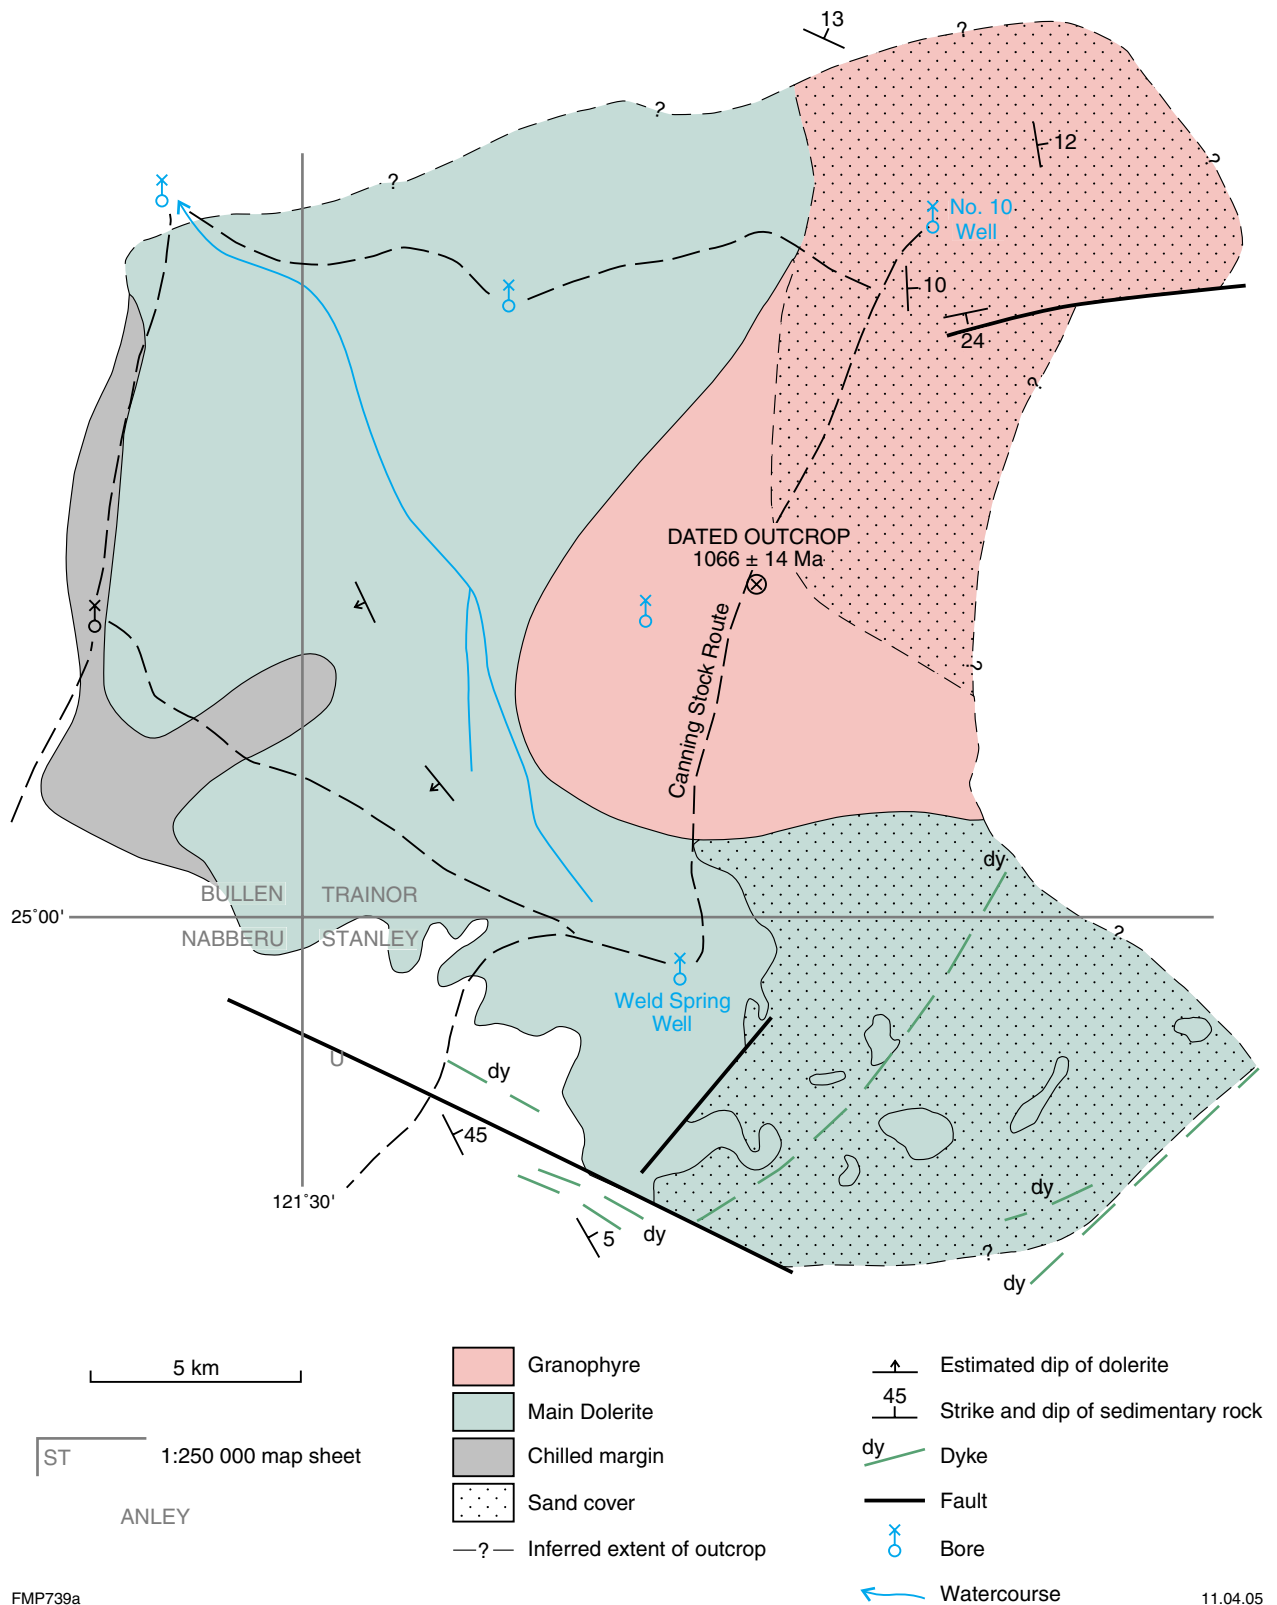 13
?
?
12
?
?
No. 10
Well
10
24
?
DATED OUTCROP
1066 ± 14 Ma
Canning Stock Route
?
dy
BULLEN
TRAINOR
25°00'
?
NABBERU
STANLEY
Weld Spring
Well
U
dy
45
121°30'
dy
5
dy
?
dy
5 km
Granophyre
Estimated dip of dolerite
Main Dolerite
45
Strike and dip of sedimentary rock
ST
1:250 000 map sheet
Chilled margin
dy
Dyke
ANLEY
Sand cover
Fault
?
Inferred extent of outcrop
Bore
Watercourse
FMP739a
11.04.05